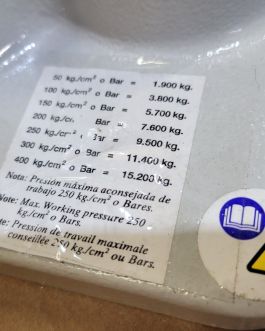 50 kg./cm² o Bar = 1.900 kg.
100 kg./cm² o Bar = 3.800 kg.
150 kg./cm² o Bar = 5.700 kg.
200 kg./cm² o Bar = 7.600 kg.
250 kg./cm² o Bar = 9.500 kg.
300 kg./cm² o Bar = 11.400 kg.
400 kg./cm² o Bar = 15.200 kg.
Nota: Presión máxima aconsejada de
trabajo 250 kg./cm² o Bares.
Note: Max. Working pressure 250
kg./cm² o Bars.
Note: Pression de travail maximale
conseillée 250 kg./cm² ou Bars.